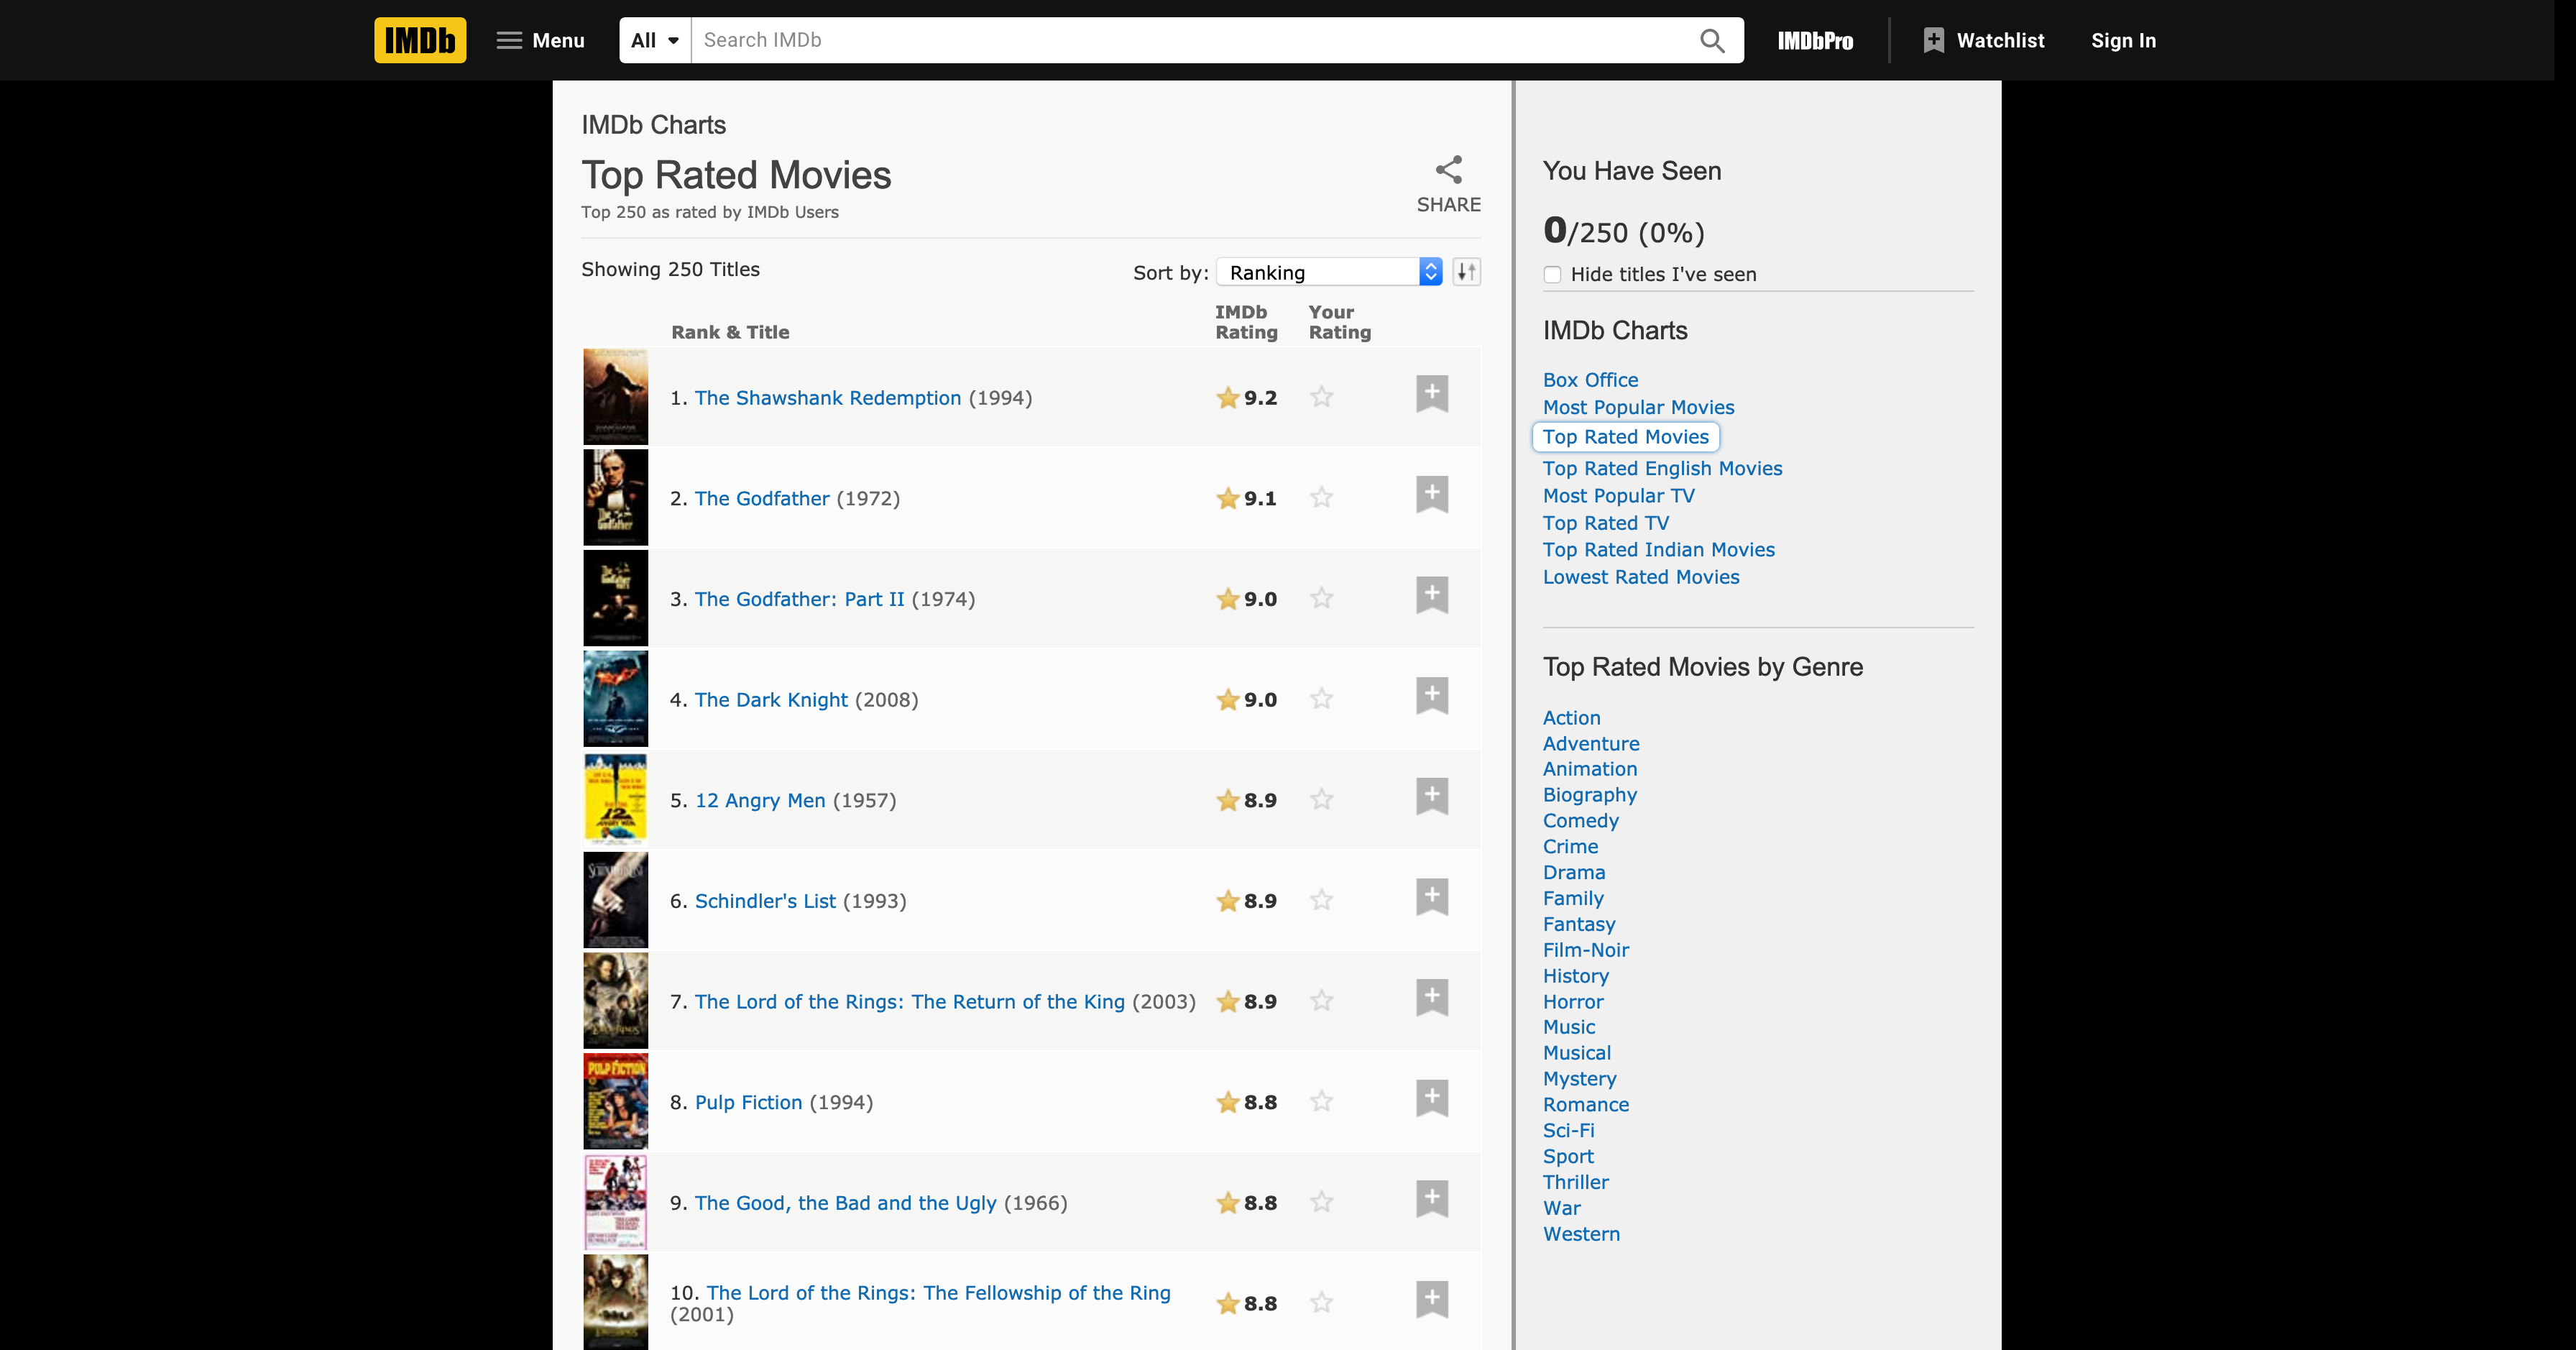 IMDb
Menu
All
Search IMDb
IMDbPro
Watchlist
Sign In
IMDb Charts
Top Rated Movies
Top 250 as rated by IMDb Users
SHARE
Showing 250 Titles
Sort by: Ranking
Rank & Title
IMDb
Rating
Your
Rating
1. The Shawshank Redemption (1994) 9.2
2. The Godfather (1972) 9.1
The
Godfather
3. The Godfather: Part II (1974) 9.0
4. The Dark Knight (2008) 9.0
5. 12 Angry Men (1957) 8.9
12
6. Schindler's List (1993) 8.9
7. The Lord of the Rings: The Return of the King (2003) 8.9
8. Pulp Fiction (1994) 8.8
PULP FICTION
9. The Good, the Bad and the Ugly (1966) 8.8
10. The Lord of the Rings: The Fellowship of the Ring
(2001)
8.8
You Have Seen
0/250 (0%)
Hide titles I've seen
IMDb Charts
Box Office
Most Popular Movies
Top Rated Movies
Top Rated English Movies
Most Popular TV
Top Rated TV
Top Rated Indian Movies
Lowest Rated Movies
Top Rated Movies by Genre
Action
Adventure
Animation
Biography
Comedy
Crime
Drama
Family
Fantasy
Film-Noir
History
Horror
Music
Musical
Mystery
Romance
Sci-Fi
Sport
Thriller
War
Western